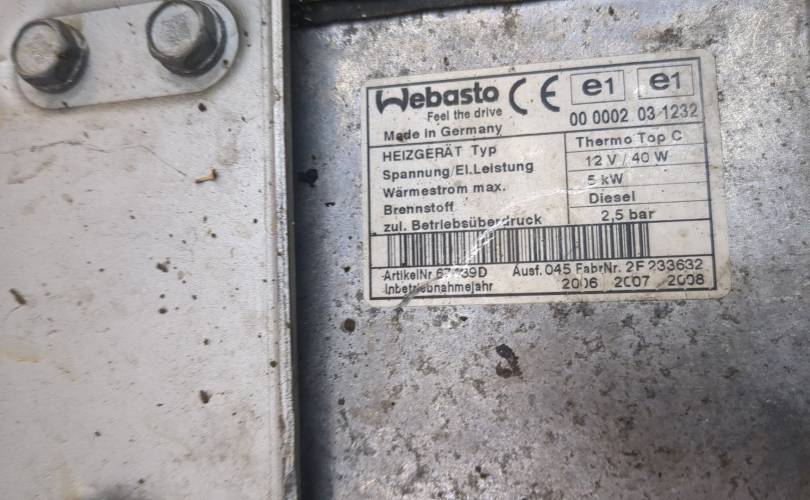 Webasto CE e1 e1
Feel the drive 00 0002 03 1232
Made in Germany
HEIZGERÄT Typ Thermo Top C
Spannung/El.Leistung 12 V / 40 W
Wärmestrom max. 5 kW
Brennstoff Diesel
zul. Betriebsüberdruck 2,5 bar
ArtikelNr Ausf. 045 FabrNr. 2F 233632
Inbetriebnahmejahr 2006 2007 2008